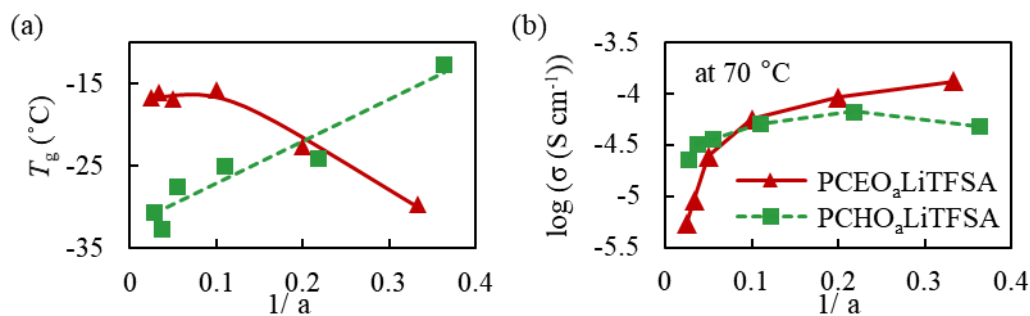 (a)
-15
-25
-35
Tg (˚C)
0 0.1 0.2 0.3 0.4
1/ a
(b)
-3.5
-4
-4.5
-5
-5.5
log (σ (S cm⁻¹))
at 70 ˚C
PCEOₐLiTFSA
PCHOₐLiTFSA
0 0.1 0.2 0.3 0.4
1/ a